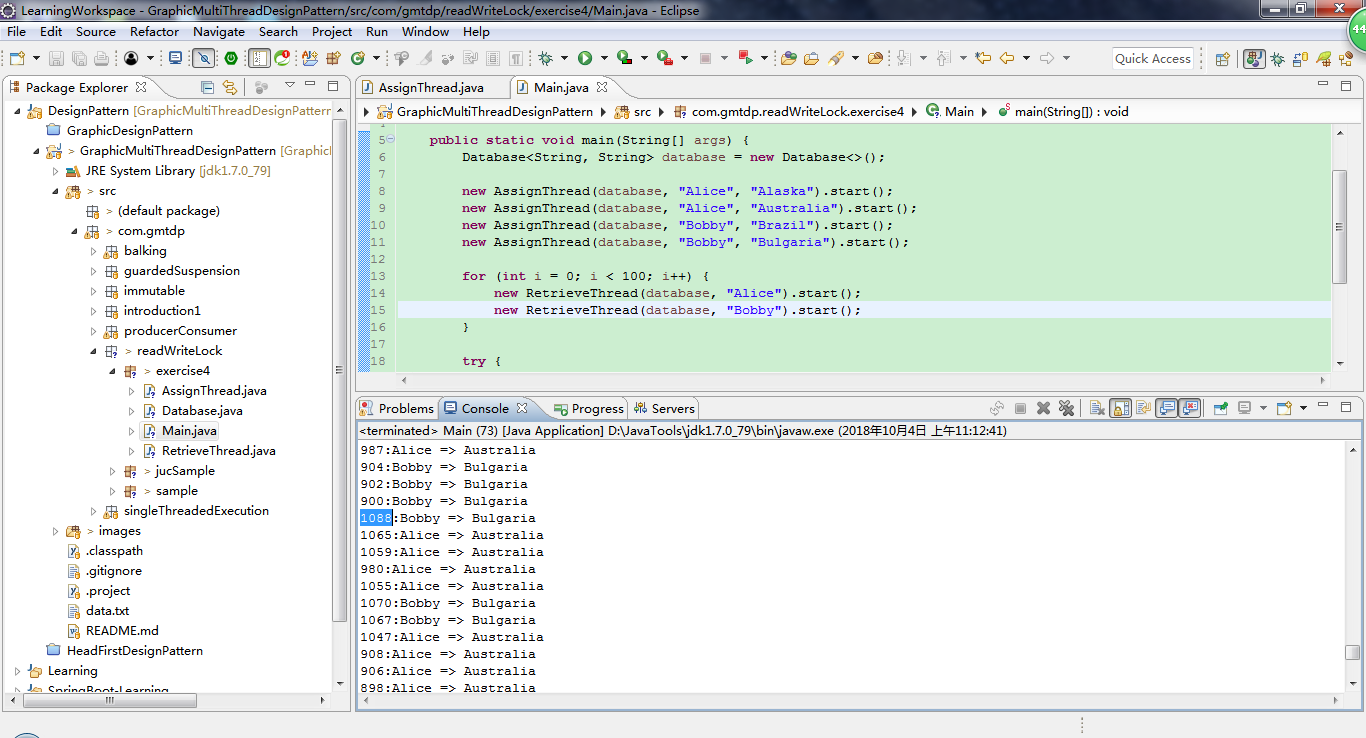 LearningWorkspace - GraphicMultiThreadDesignPattern/src/com/gmtdp/readWriteLock/exercise4/Main.java - Eclipse
44
File Edit Source Refactor Navigate Search Project Run Window Help
Quick Access
Package Explorer
DesignPattern [GraphicMultiThreadDesignPattern
GraphicDesignPattern
> GraphicMultiThreadDesignPattern [Graphicl
JRE System Library [jdk1.7.0_79]
> src
> (default package)
> com.gmtdp
balking
guardedSuspension
immutable
introduction1
producerConsumer
> readWriteLock
> exercise4
AssignThread.java
Database.java
Main.java
RetrieveThread.java
> jucSample
> sample
singleThreadedExecution
> images
.classpath
.gitignore
.project
data.txt
README.md
HeadFirstDesignPattern
Learning
SpringBoot-Learning
AssignThread.java Main.java
GraphicMultiThreadDesignPattern src com.gmtdp.readWriteLock.exercise4 Main main(String[]) : void
5 public static void main(String[] args) {
6 Database<String, String> database = new Database<>();
7
8 new AssignThread(database, "Alice", "Alaska").start();
9 new AssignThread(database, "Alice", "Australia").start();
10 new AssignThread(database, "Bobby", "Brazil").start();
11 new AssignThread(database, "Bobby", "Bulgaria").start();
12
13 for (int i = 0; i < 100; i++) {
14 new RetrieveThread(database, "Alice").start();
15 new RetrieveThread(database, "Bobby").start();
16 }
17
18 try {
Problems Console Progress Servers
<terminated> Main (73) [Java Application] D:\JavaTools\jdk1.7.0_79\bin\javaw.exe (2018年10月4日 上午11:12:41)
987:Alice => Australia
904:Bobby => Bulgaria
902:Bobby => Bulgaria
900:Bobby => Bulgaria
1088:Bobby => Bulgaria
1065:Alice => Australia
1059:Alice => Australia
980:Alice => Australia
1055:Alice => Australia
1070:Bobby => Bulgaria
1067:Bobby => Bulgaria
1047:Alice => Australia
908:Alice => Australia
906:Alice => Australia
898:Alice => Australia